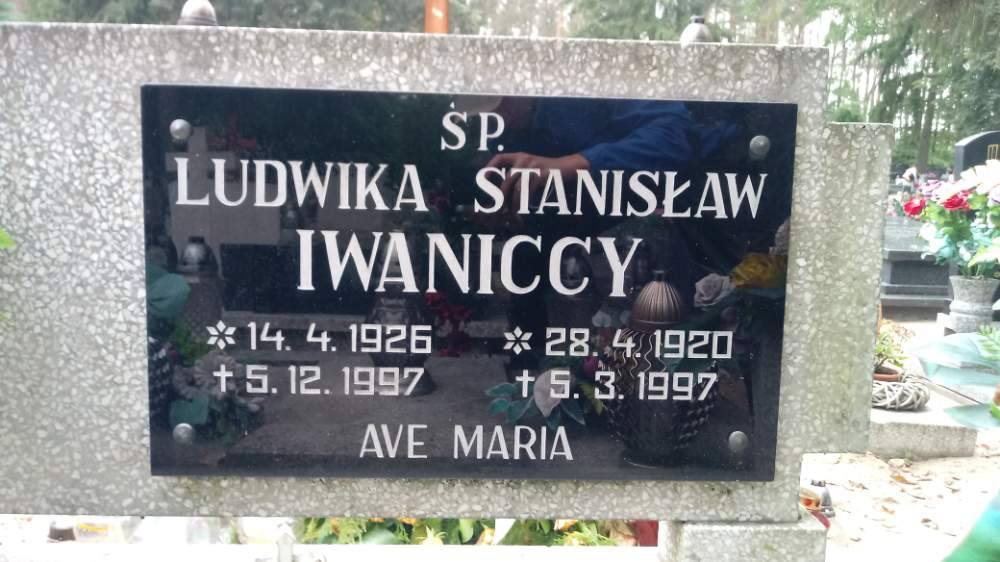 ŚP.
LUDWIKA STANISŁAW
IWANICCY
* 14. 4. 1926 * 28. 4. 1920
† 5. 12. 1997 † 5. 3. 1997
AVE MARIA